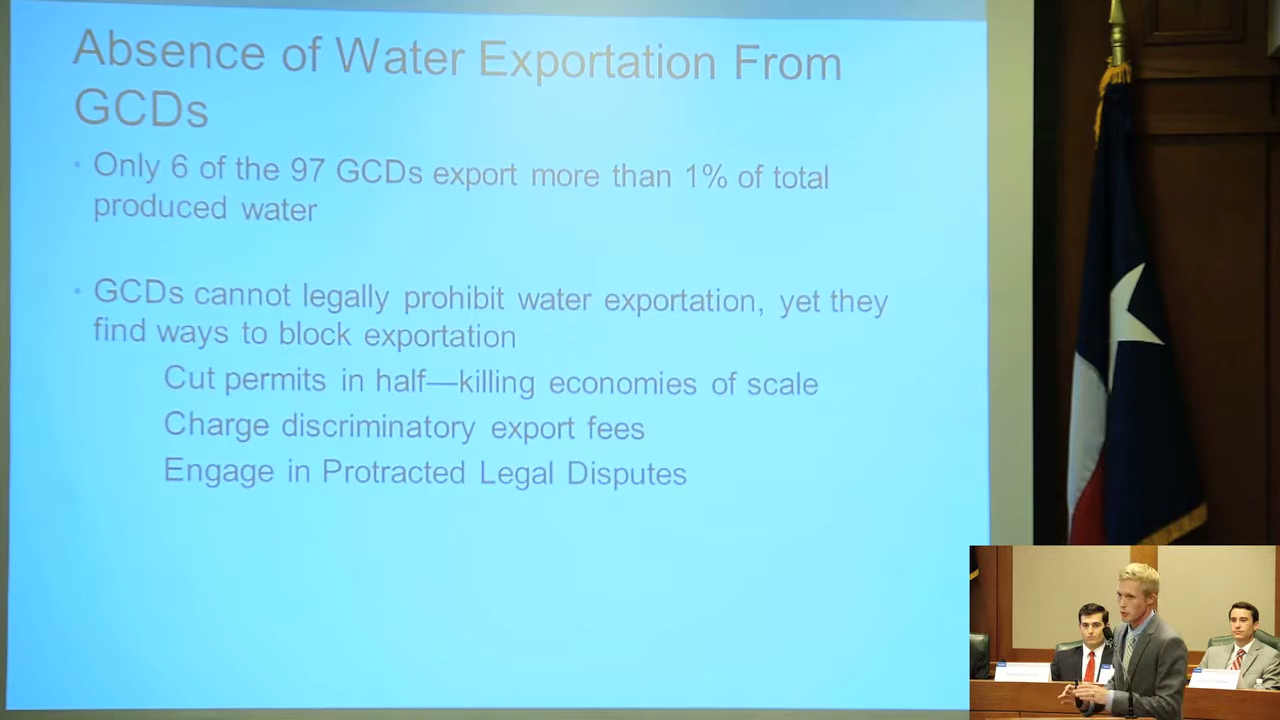 Absence of Water Exportation From
GCDs
• Only 6 of the 97 GCDs export more than 1% of total
produced water
• GCDs cannot legally prohibit water exportation, yet they
find ways to block exportation
Cut permits in half—killing economies of scale
Charge discriminatory export fees
Engage in Protracted Legal Disputes